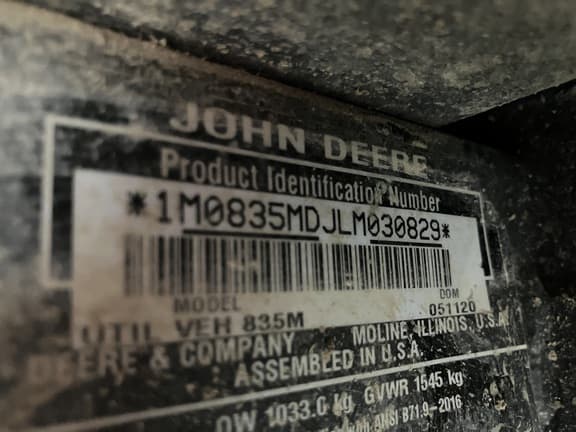 JOHN DEERE
Product Identification Number
*1M0835MDJLM030829*
MODEL DOM
UTIL VEH 835M 051120
DEERE & COMPANY MOLINE, ILLINOIS, U.S.A.
ASSEMBLED IN U.S.A.
OW 1033.0 kg GVWR 1545 kg
with ANSI B71.9-2016